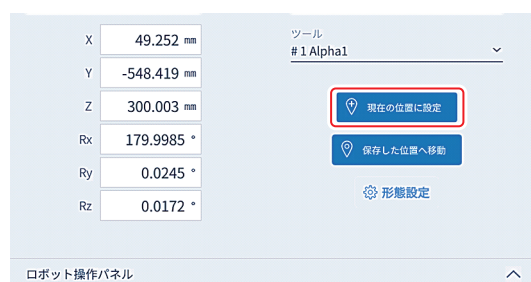 X 49.252 mm
Y -548.419 mm
Z 300.003 mm
Rx 179.9985 °
Ry 0.0245 °
Rz 0.0172 °
ツール
# 1 Alpha1
現在の位置に設定
保存した位置へ移動
形態設定
ロボット操作パネル